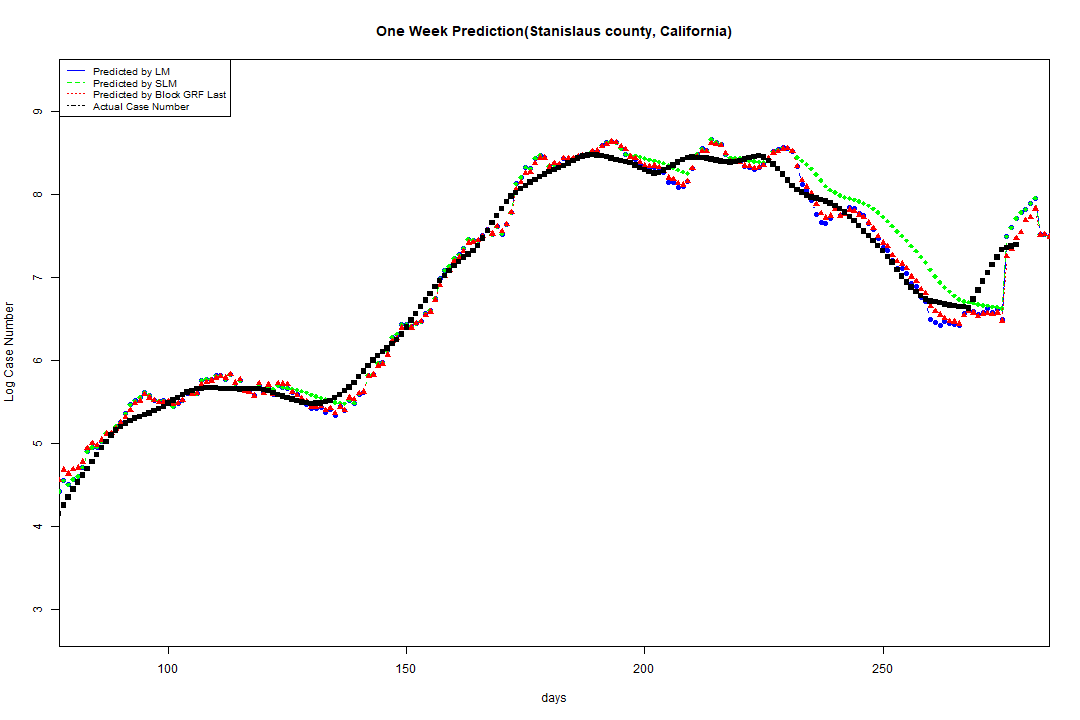 One Week Prediction(Stanislaus county, California)
Predicted by LM
Predicted by SLM
Predicted by Block GRF Last
Actual Case Number
Log Case Number
9
8
7
6
5
4
3
100 150 200 250
days